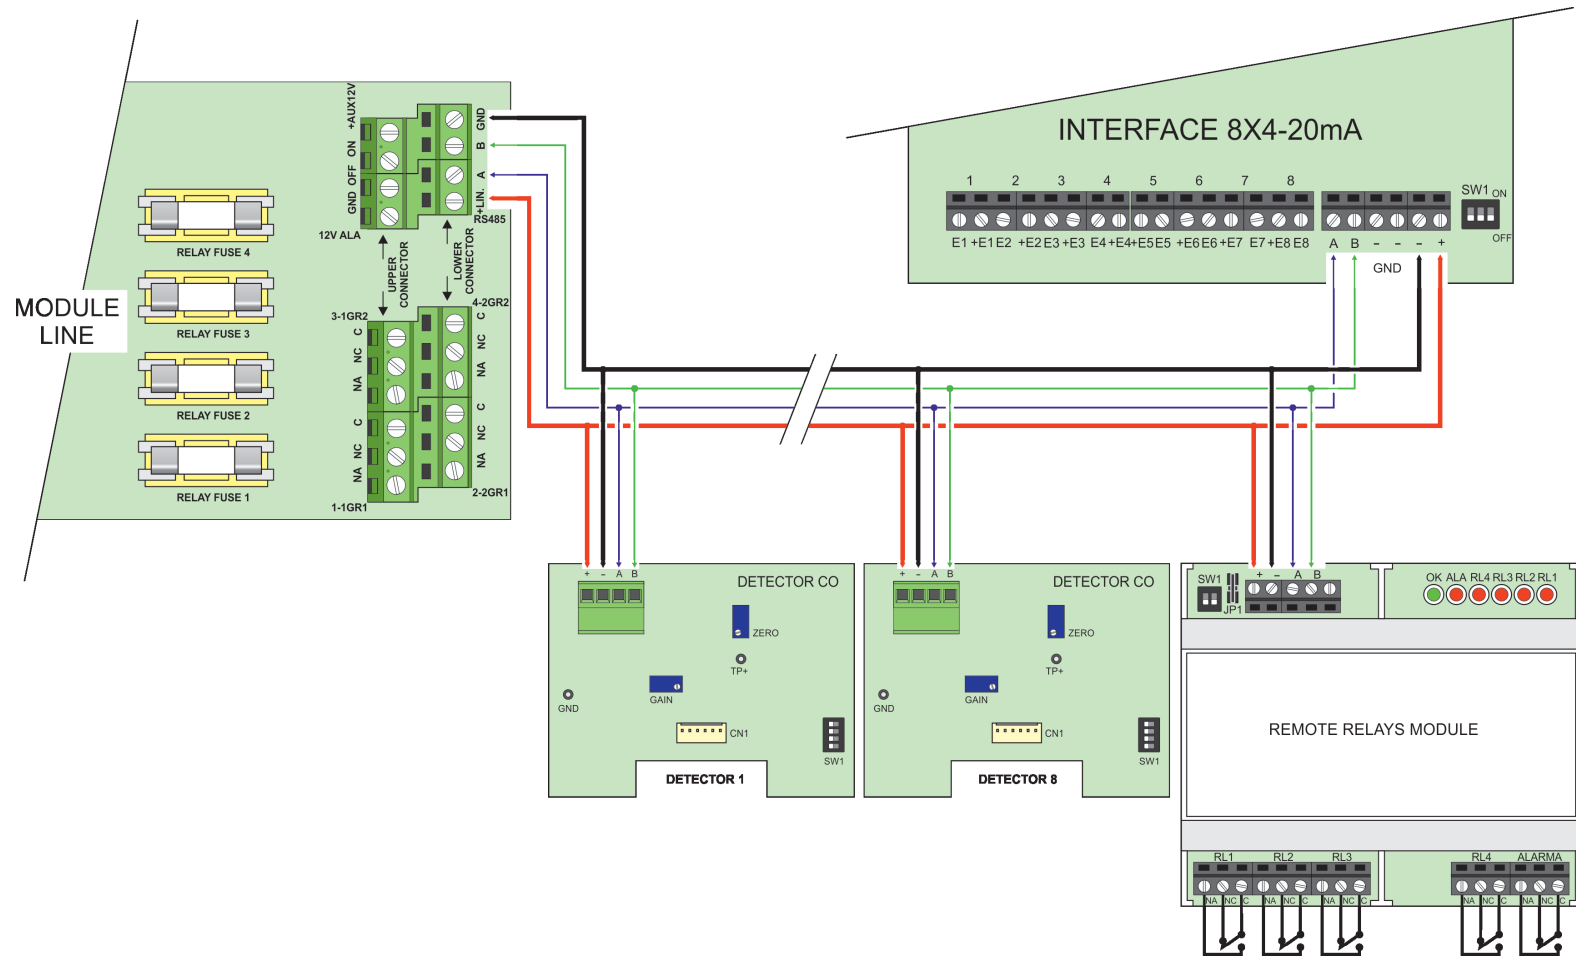 MODULE
LINE
RELAY FUSE 4
RELAY FUSE 3
RELAY FUSE 2
RELAY FUSE 1
+AUX12V
ON
OFF
GND
12V ALA
GND
B
A
+LIN.
RS485
UPPER
CONNECTOR
LOWER
CONNECTOR
3-1GR2
4-2GR2
C
NC
NA
C
NC
NA
C
NC
NA
C
NC
NA
1-1GR1
2-2GR1
INTERFACE 8X4-20mA
1 2 3 4 5 6 7 8
E1 +E1 E2 +E2 E3 +E3 E4 +E4 +E5 E5 +E6 E6 +E7 E7 +E8 E8
A B - - - +
GND
SW1 ON
OFF
+ - A B
DETECTOR CO
ZERO
TP+
GAIN
GND
CN1
SW1
DETECTOR 1
+ - A B
DETECTOR CO
ZERO
TP+
GAIN
GND
CN1
SW1
DETECTOR 8
SW1
JP1
+ - A B
OK ALA RL4 RL3 RL2 RL1
REMOTE RELAYS MODULE
RL1 RL2 RL3 RL4 ALARMA
NA NC C NA NC C NA NC C NA NC C NA NC C